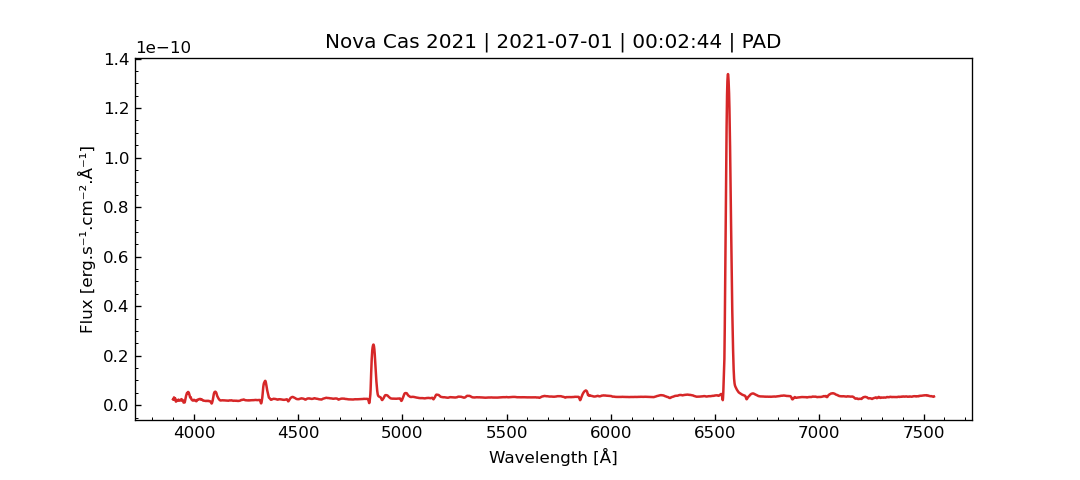 Nova Cas 2021 | 2021-07-01 | 00:02:44 | PAD
1e−10
1.4
1.2
1.0
0.8
0.6
0.4
0.2
0.0
Flux [erg.s⁻¹.cm⁻².Å⁻¹]
4000 4500 5000 5500 6000 6500 7000 7500
Wavelength [Å]